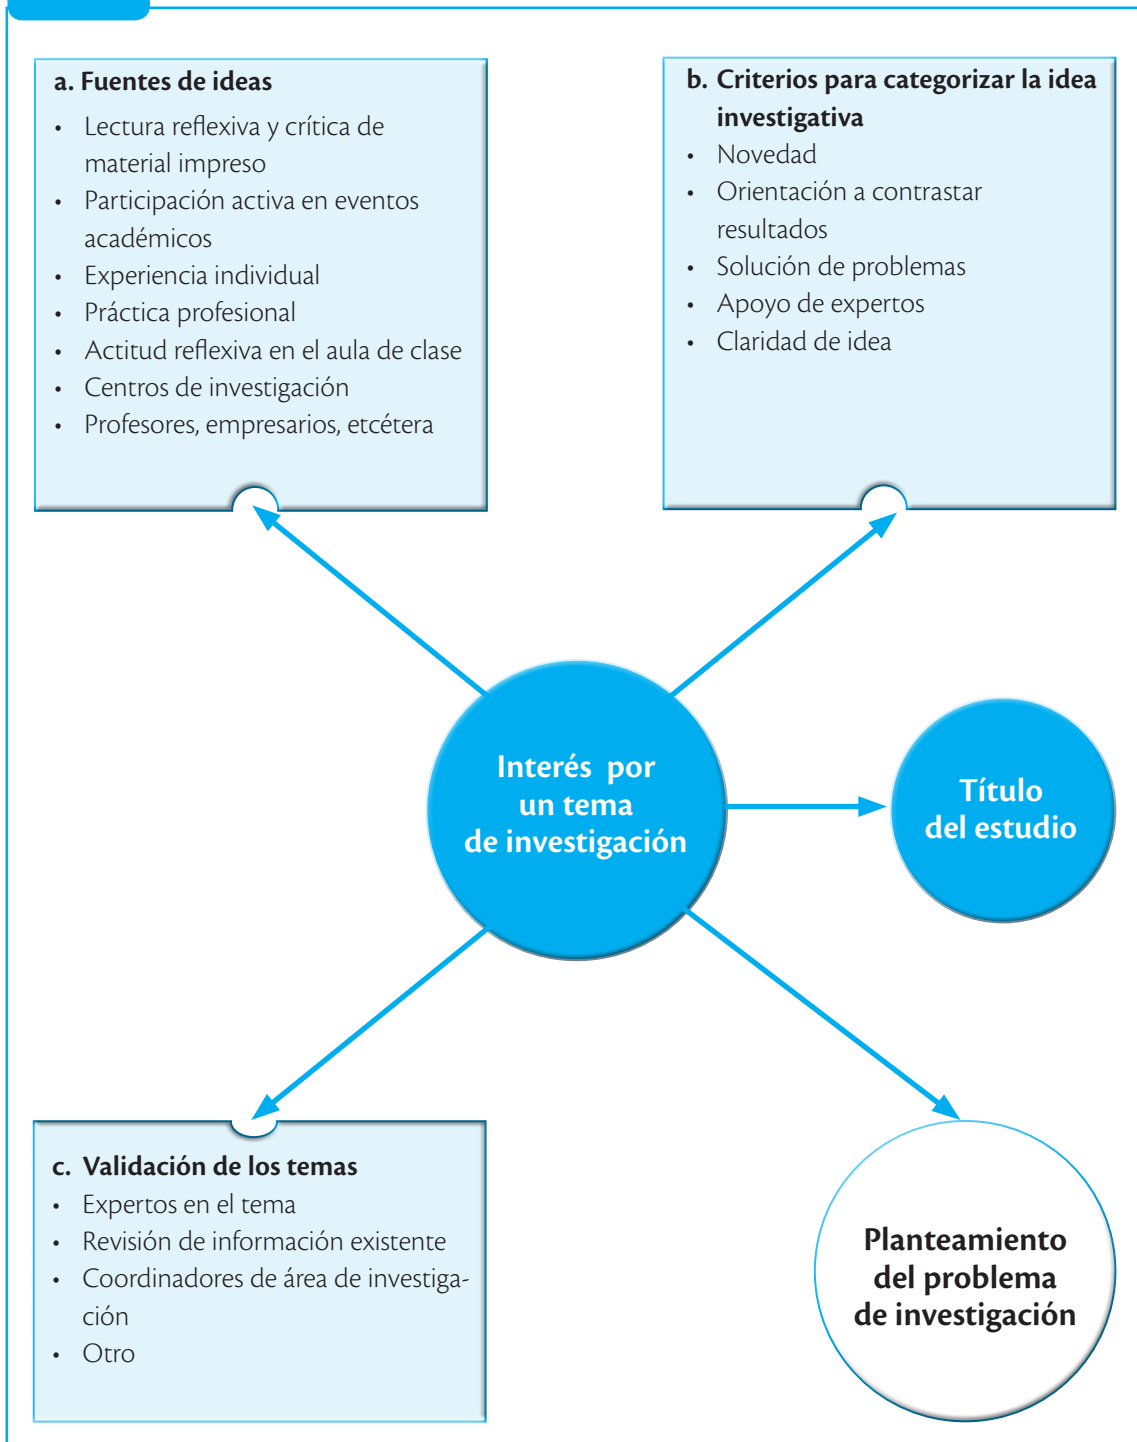 a. Fuentes de ideas
• Lectura reflexiva y crítica de
material impreso
• Participación activa en eventos
académicos
• Experiencia individual
• Práctica profesional
• Actitud reflexiva en el aula de clase
• Centros de investigación
• Profesores, empresarios, etcétera
b. Criterios para categorizar la idea
investigativa
• Novedad
• Orientación a contrastar
resultados
• Solución de problemas
• Apoyo de expertos
• Claridad de idea
Interés por
un tema
de investigación
Título
del estudio
c. Validación de los temas
• Expertos en el tema
• Revisión de información existente
• Coordinadores de área de investiga-
ción
• Otro
Planteamiento
del problema
de investigación